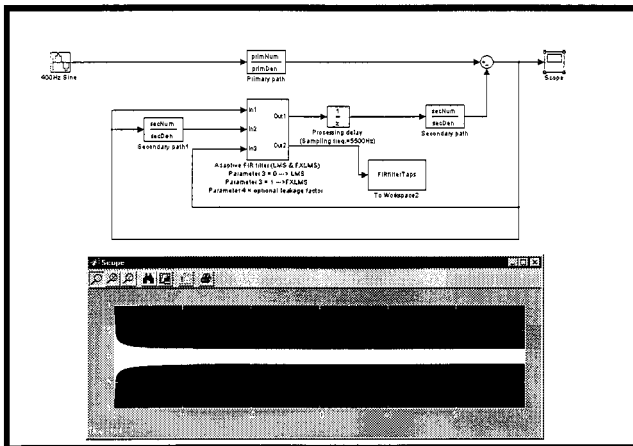 400Hz Sine
primNum
primDen
Primary path
Scope
secNum
secDen
Secondary path1
In1
In2
In3
Out1
Out2
1
z
Processing delay
(Sampling freq.=5500Hz)
secNum
secDen
Secondary path
Adaptive FIR filter(LMS & FXLMS)
Parameter 3 = 0 ---> LMS
Parameter 3 = 1 -->FXLMS
Parameter 4 = optional leakage factor
FIRfilterTaps
To Workspace2
Scope